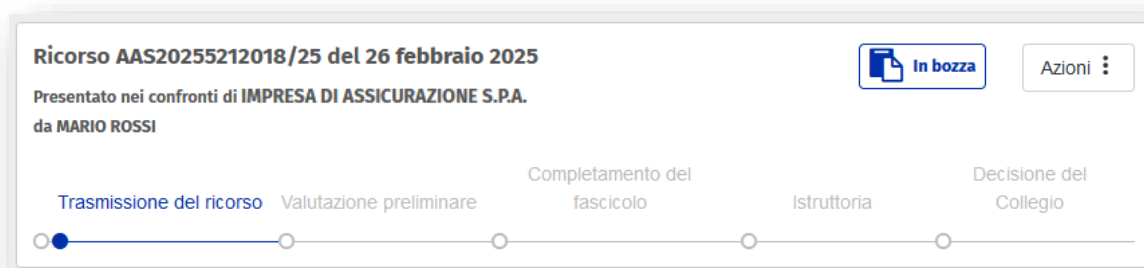 Ricorso AAS20255212018/25 del 26 febbraio 2025
In bozza
Azioni
Presentato nei confronti di IMPRESA DI ASSICURAZIONE S.P.A.
da MARIO ROSSI
Trasmissione del ricorso
Valutazione preliminare
Completamento del
fascicolo
Istruttoria
Decisione del
Collegio